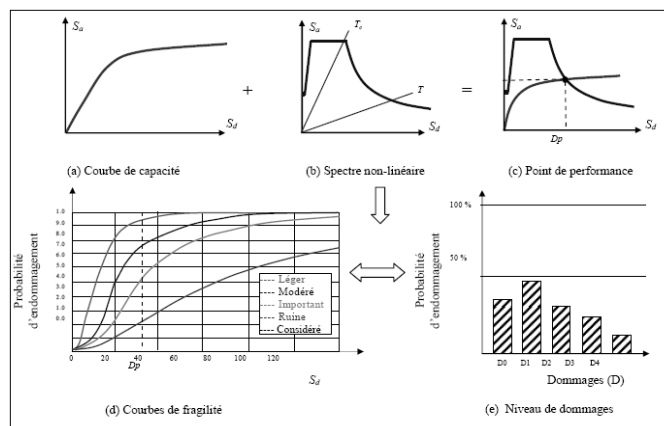 Sa
Sa
Te
Sa
T
+
=
Sd
Sd
Sd
Dp
(a) Courbe de capacité
(b) Spectre non-linéaire
(c) Point de performance
Probabilité
d'endommagement
1.0
9.0
8.0
7.0
6.0
5.0
4.0
3.0
2.0
1.0
0.0
Léger
Modéré
Important
Ruine
Considéré
0 20 40 60 80 100 120
Dp
Sd
(d) Courbes de fragilité
Probabilité
d'endommagement
100 %
50 %
D0 D1 D2 D3 D4
Dommages (D)
(e) Niveau de dommages